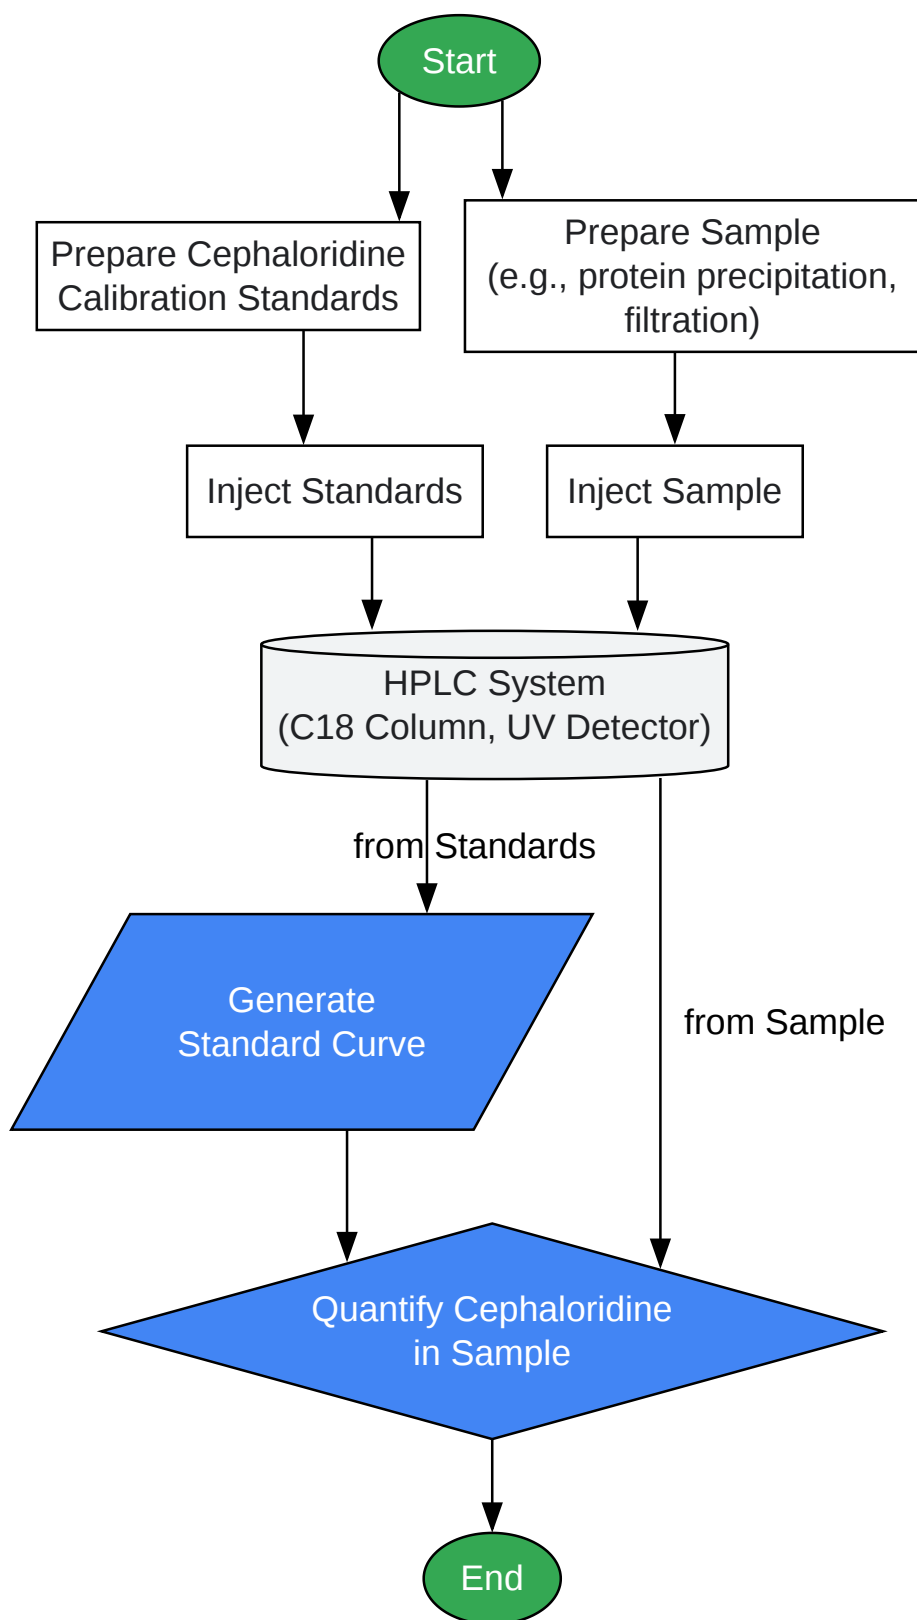 Start
Prepare Cephaloridine
Calibration Standards
Prepare Sample
(e.g., protein precipitation,
filtration)
Inject Standards
Inject Sample
HPLC System
(C18 Column, UV Detector)
from Standards
Generate
Standard Curve
from Sample
Quantify Cephaloridine
in Sample
End